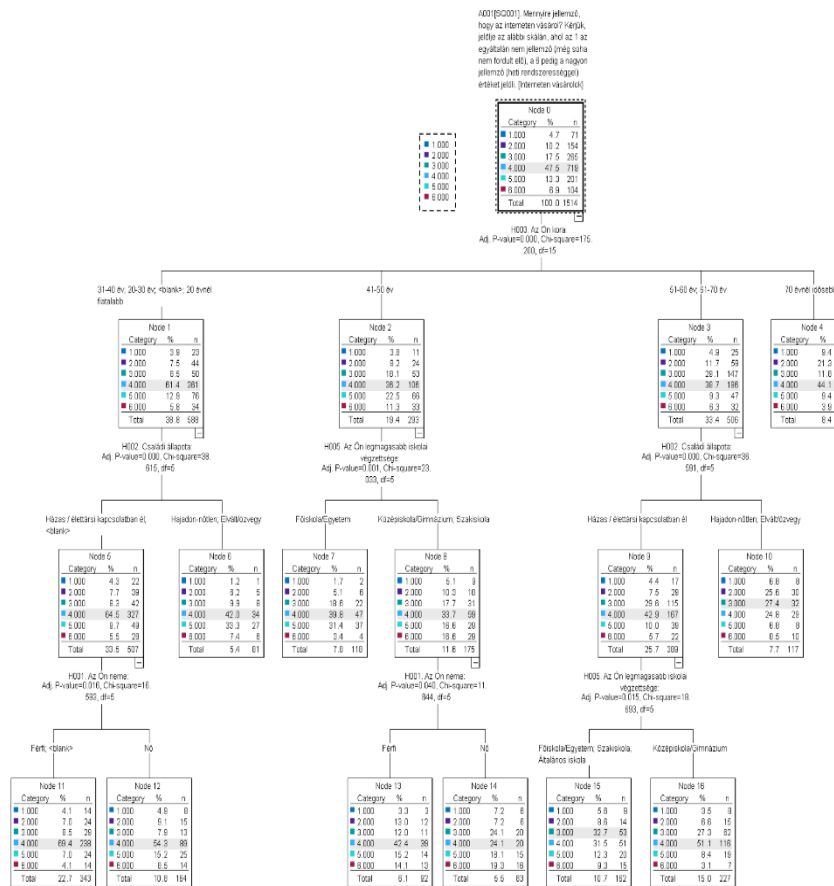 A001[SQ001]. Mennyire jellemző,
hogy az interneten vásárol? Kérjük,
jelölje az alábbi skálán, ahol az 1 az
egyáltalán nem jellemző (még soha
nem fordult elő), a 6 pedig a nagyon
jellemző (heti rendszerességgel)
értéket jelöli. [Interneten vásárolok]
Node 0
Category % n
1.000 4.7 71
2.000 10.2 154
3.000 17.5 265
4.000 47.5 719
5.000 13.3 201
6.000 6.9 104
Total 100.0 1514
1.000
2.000
3.000
4.000
5.000
6.000
H003. Az Ön kora:
Adj. P-value=0.000, Chi-square=175.
200, df=15
31-40 év; 20-30 év; <blank>; 20 évnél
fiatalabb
41-50 év
51-60 év; 61-70 év
70 évnél idősebb
Node 1
Category % n
1.000 3.9 23
2.000 7.5 44
3.000 8.5 50
4.000 61.4 361
5.000 12.9 76
6.000 5.8 34
Total 38.8 588
Node 2
Category % n
1.000 3.8 11
2.000 8.2 24
3.000 18.1 53
4.000 36.2 106
5.000 22.5 66
6.000 11.3 33
Total 19.4 293
Node 3
Category % n
1.000 4.9 25
2.000 11.7 59
3.000 29.1 147
4.000 38.7 196
5.000 9.3 47
6.000 6.3 32
Total 33.4 506
Node 4
Category %
1.000 9.4
2.000 21.3
3.000 11.8
4.000 44.1
5.000 9.4
6.000 3.9
Total 8.4
H002. Családi állapota:
Adj. P-value=0.000, Chi-square=38.
615, df=5
H005. Az Ön legmagasabb iskolai
végzettsége:
Adj. P-value=0.001, Chi-square=23.
033, df=5
H002. Családi állapota:
Adj. P-value=0.000, Chi-square=36.
591, df=5
Házas / élettársi kapcsolatban él;
<blank>
Hajadon-nőtlen; Elvált/özvegy
Főiskola/Egyetem
Középiskola/Gimnázium; Szakiskola
Házas / élettársi kapcsolatban él
Hajadon-nőtlen; Elvált/özvegy
Node 5
Category % n
1.000 4.3 22
2.000 7.7 39
3.000 8.3 42
4.000 64.5 327
5.000 9.7 49
6.000 5.5 28
Total 33.5 507
Node 6
Category % n
1.000 1.2 1
2.000 6.2 5
3.000 9.9 8
4.000 42.0 34
5.000 33.3 27
6.000 7.4 6
Total 5.4 81
Node 7
Category % n
1.000 1.7 2
2.000 5.1 6
3.000 18.6 22
4.000 39.8 47
5.000 31.4 37
6.000 3.4 4
Total 7.8 118
Node 8
Category % n
1.000 5.1 9
2.000 10.3 18
3.000 17.7 31
4.000 33.7 59
5.000 16.6 29
6.000 16.6 29
Total 11.6 175
Node 9
Category % n
1.000 4.4 17
2.000 7.5 29
3.000 29.6 115
4.000 42.9 167
5.000 10.0 39
6.000 5.7 22
Total 25.7 389
Node 10
Category % n
1.000 6.8 8
2.000 25.6 30
3.000 27.4 32
4.000 24.8 29
5.000 6.8 8
6.000 8.5 10
Total 7.7 117
H001. Az Ön neme:
Adj. P-value=0.016, Chi-square=16.
593, df=5
H001. Az Ön neme:
Adj. P-value=0.040, Chi-square=11.
644, df=5
H005. Az Ön legmagasabb iskolai
végzettsége:
Adj. P-value=0.015, Chi-square=18.
693, df=5
Férfi; <blank>
Nő
Férfi
Nő
Főiskola/Egyetem; Szakiskola;
Általános iskola
Középiskola/Gimnázium
Node 11
Category % n
1.000 4.1 14
2.000 7.0 24
3.000 8.5 29
4.000 69.4 238
5.000 7.0 24
6.000 4.1 14
Total 22.7 343
Node 12
Category % n
1.000 4.9 8
2.000 9.1 15
3.000 7.9 13
4.000 54.3 89
5.000 15.2 25
6.000 8.5 14
Total 10.8 164
Node 13
Category % n
1.000 3.3 3
2.000 13.0 12
3.000 12.0 11
4.000 42.4 39
5.000 15.2 14
6.000 14.1 13
Total 6.1 92
Node 14
Category % n
1.000 7.2 6
2.000 7.2 6
3.000 24.1 20
4.000 24.1 20
5.000 18.1 15
6.000 19.3 16
Total 5.5 83
Node 15
Category % n
1.000 5.6 9
2.000 8.6 14
3.000 32.7 53
4.000 31.5 51
5.000 12.3 20
6.000 9.3 15
Total 10.7 162
Node 16
Category % n
1.000 3.5 8
2.000 6.6 15
3.000 27.3 62
4.000 51.1 116
5.000 8.4 19
6.000 3.1 7
Total 15.0 227